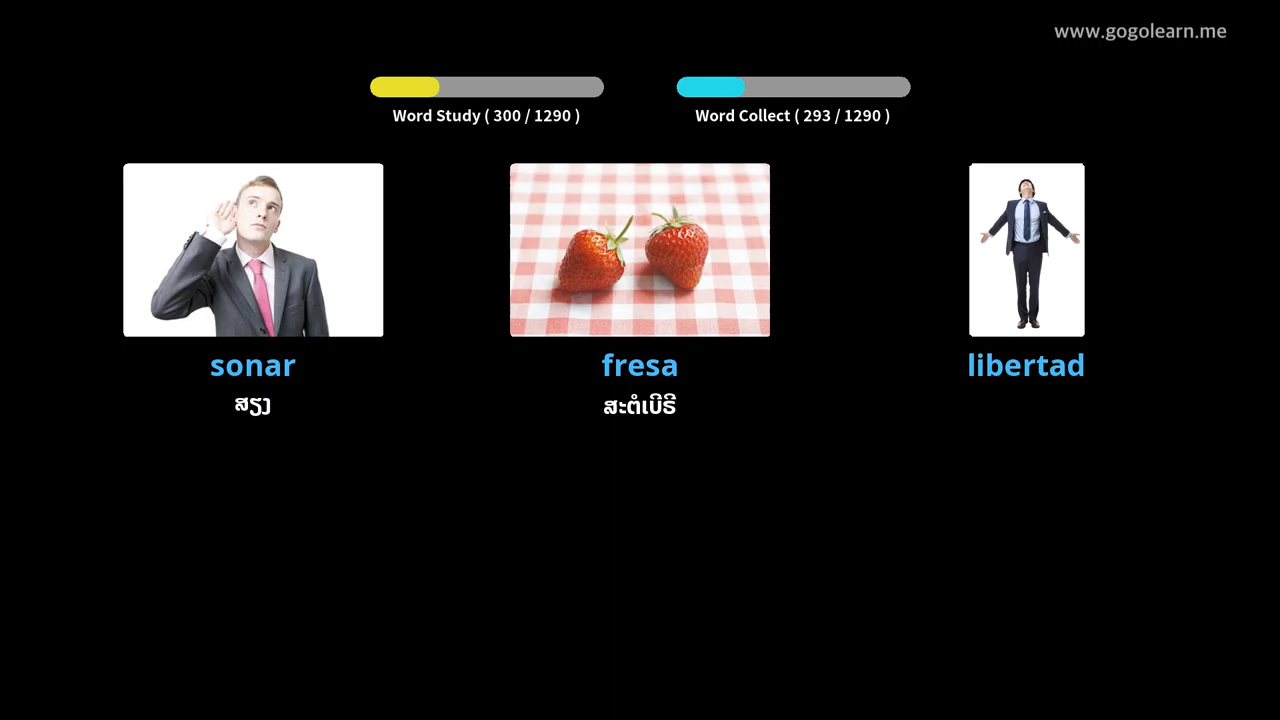 www.gogolearn.me
Word Study ( 300 / 1290 )
Word Collect ( 293 / 1290 )
sonar
fresa
libertad
ສຽງ
ສະຕໍເບີຣີ